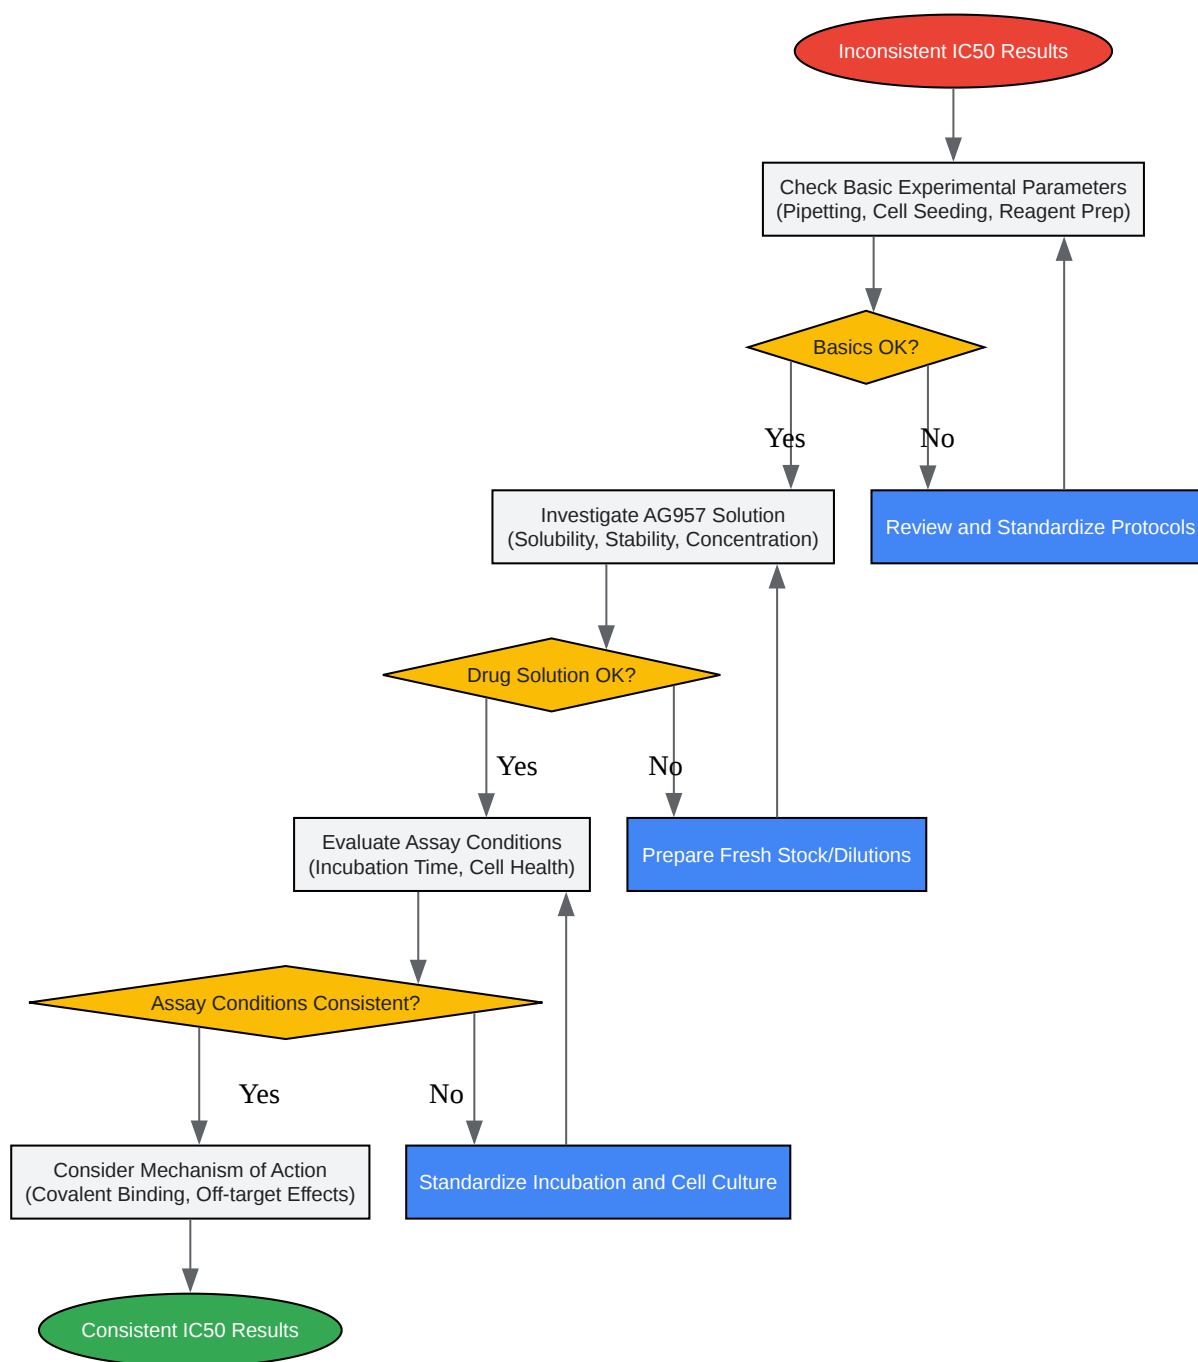 Inconsistent IC50 Results
Check Basic Experimental Parameters
(Pipetting, Cell Seeding, Reagent Prep)
Basics OK?
Yes
No
Investigate AG957 Solution
(Solubility, Stability, Concentration)
Review and Standardize Protocols
Drug Solution OK?
Yes
No
Evaluate Assay Conditions
(Incubation Time, Cell Health)
Prepare Fresh Stock/Dilutions
Assay Conditions Consistent?
Yes
No
Consider Mechanism of Action
(Covalent Binding, Off-target Effects)
Standardize Incubation and Cell Culture
Consistent IC50 Results